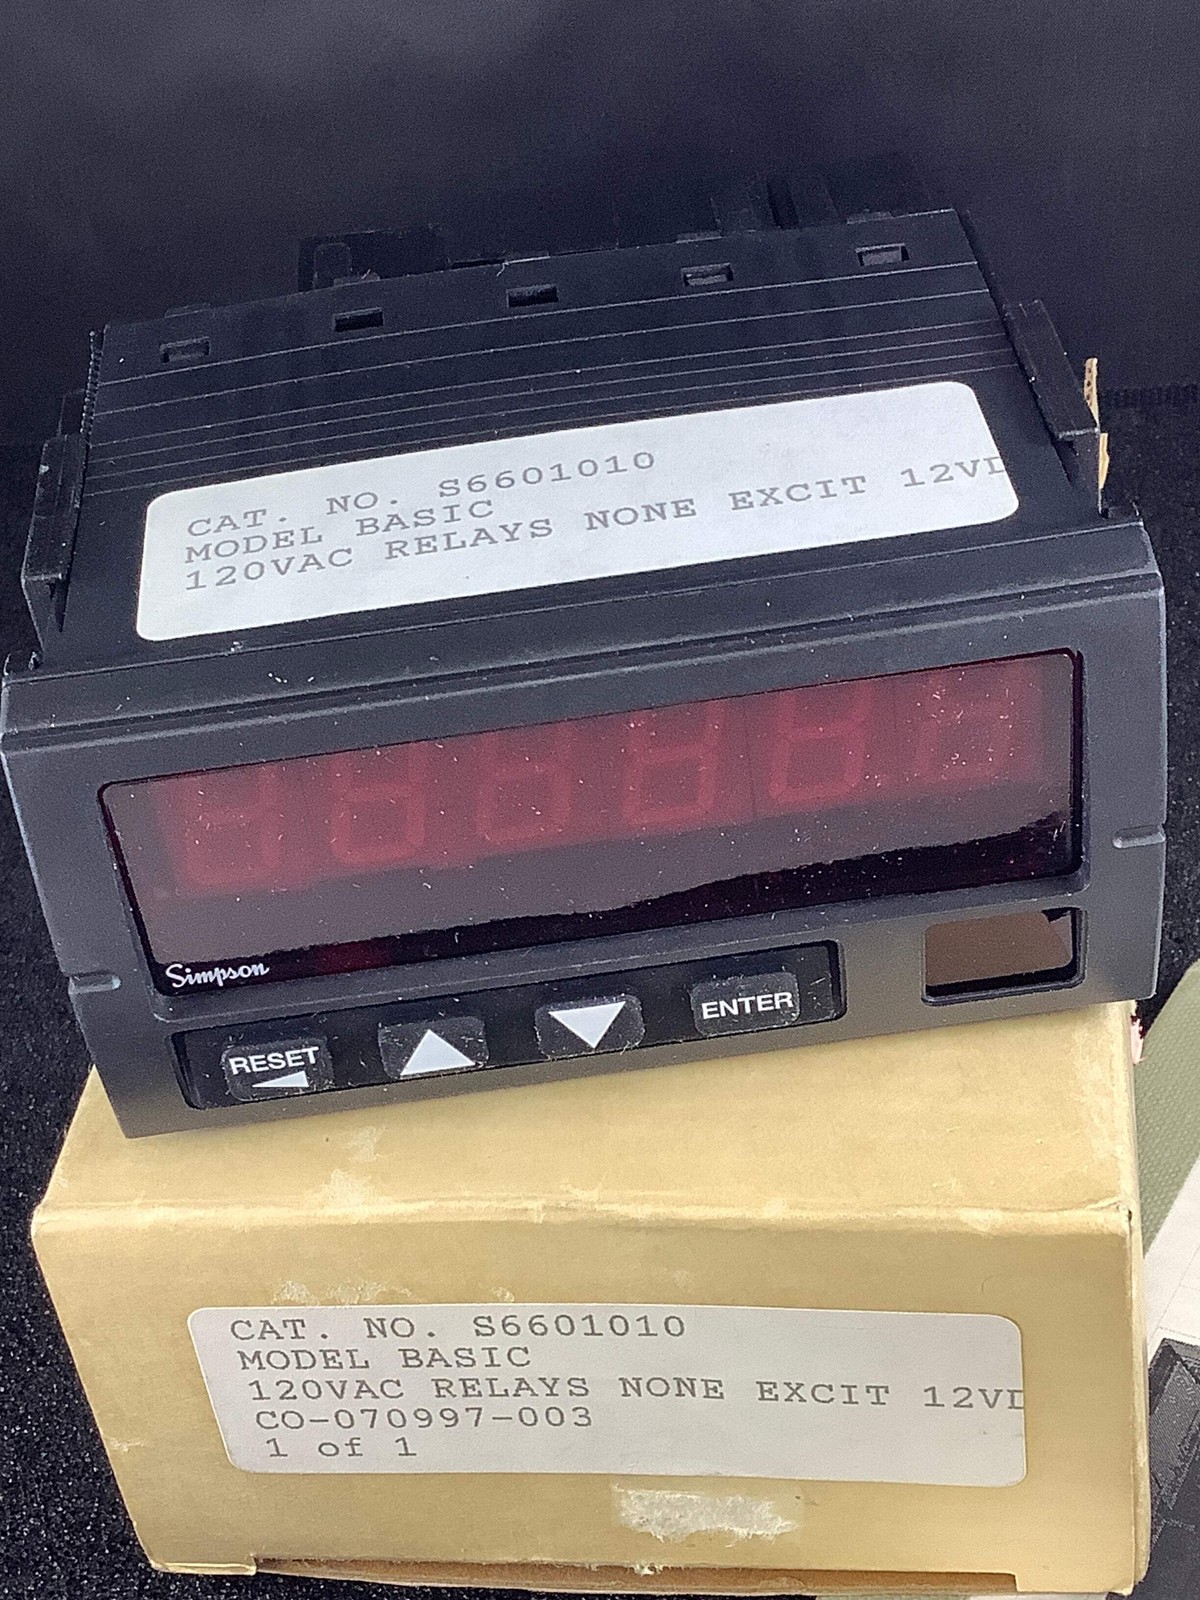 CAT. NO. S6601010
MODEL BASIC
120VAC RELAYS NONE EXCIT 12VD
Simpson
RESET
ENTER
CAT. NO. S6601010
MODEL BASIC
120VAC RELAYS NONE EXCIT 12VD
CO-070997-003
1 of 1